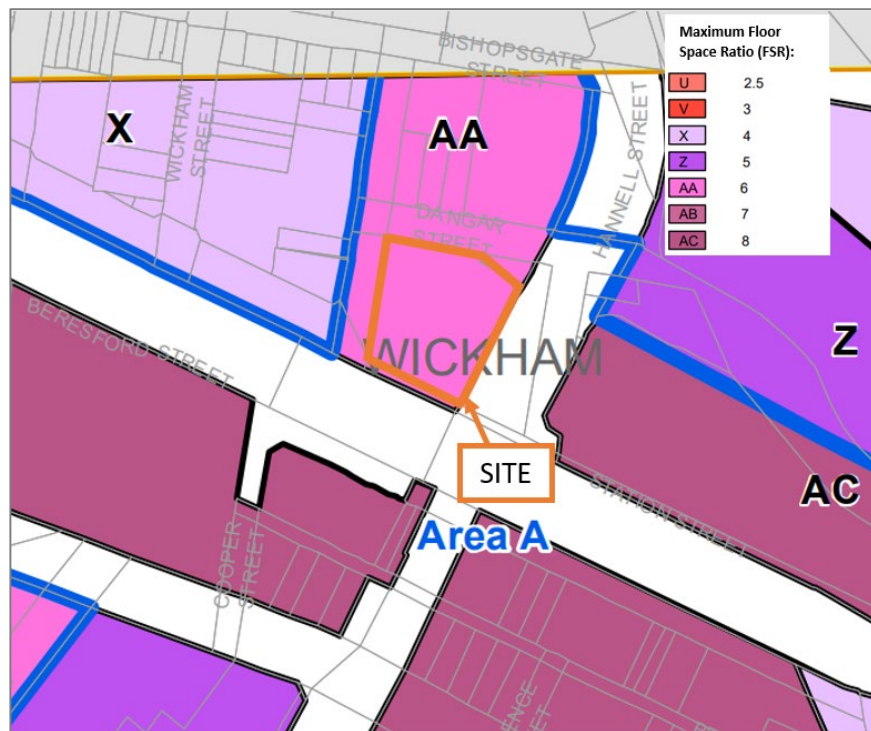 BISHOPSGATE
STREET
Maximum Floor
Space Ratio (FSR):
U 2.5
V 3
X 4
Z 5
AA 6
AB 7
AC 8
X
WICKHAM
STREET
AA
HANNELL STREET
DANGAR
STREET
BERESFORD STREET
WICKHAM
Z
SITE
AC
STATION STREET
Area A
COOPER
STREET
ENCE